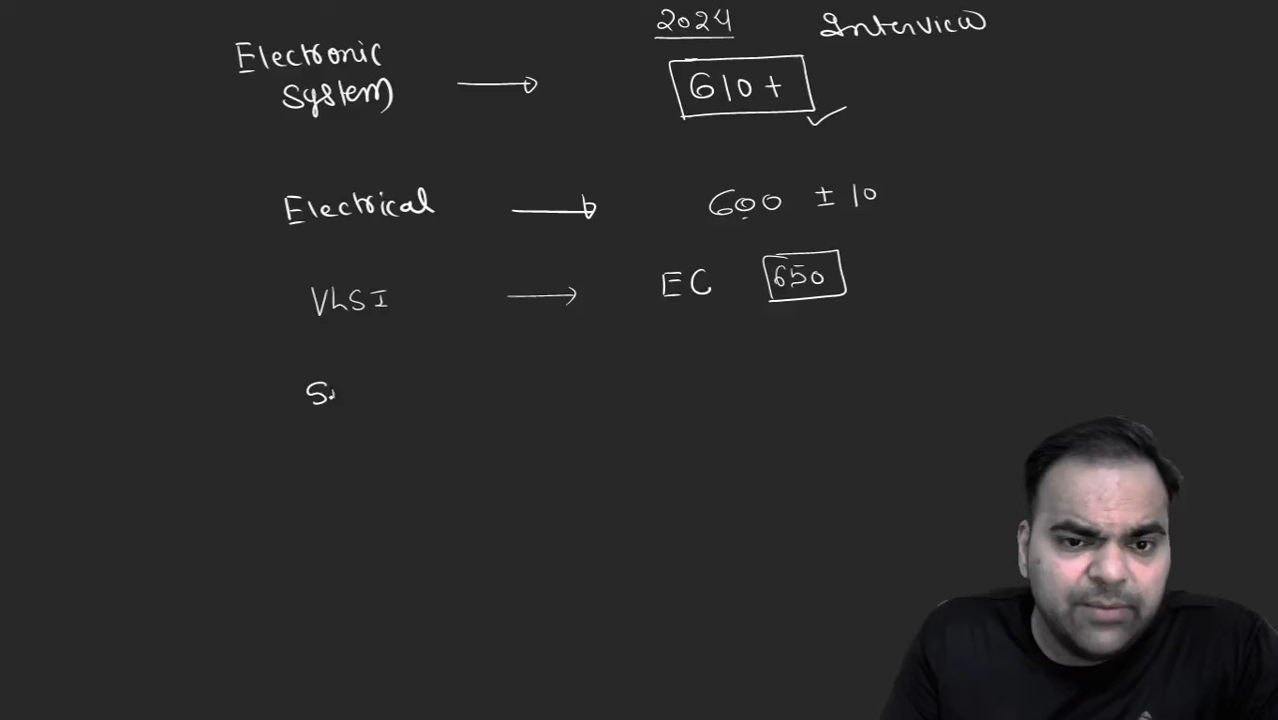 2024 Interview
Electronic
System → 610 +
Electrical → 600 ± 10
VLSI → EC 650
S